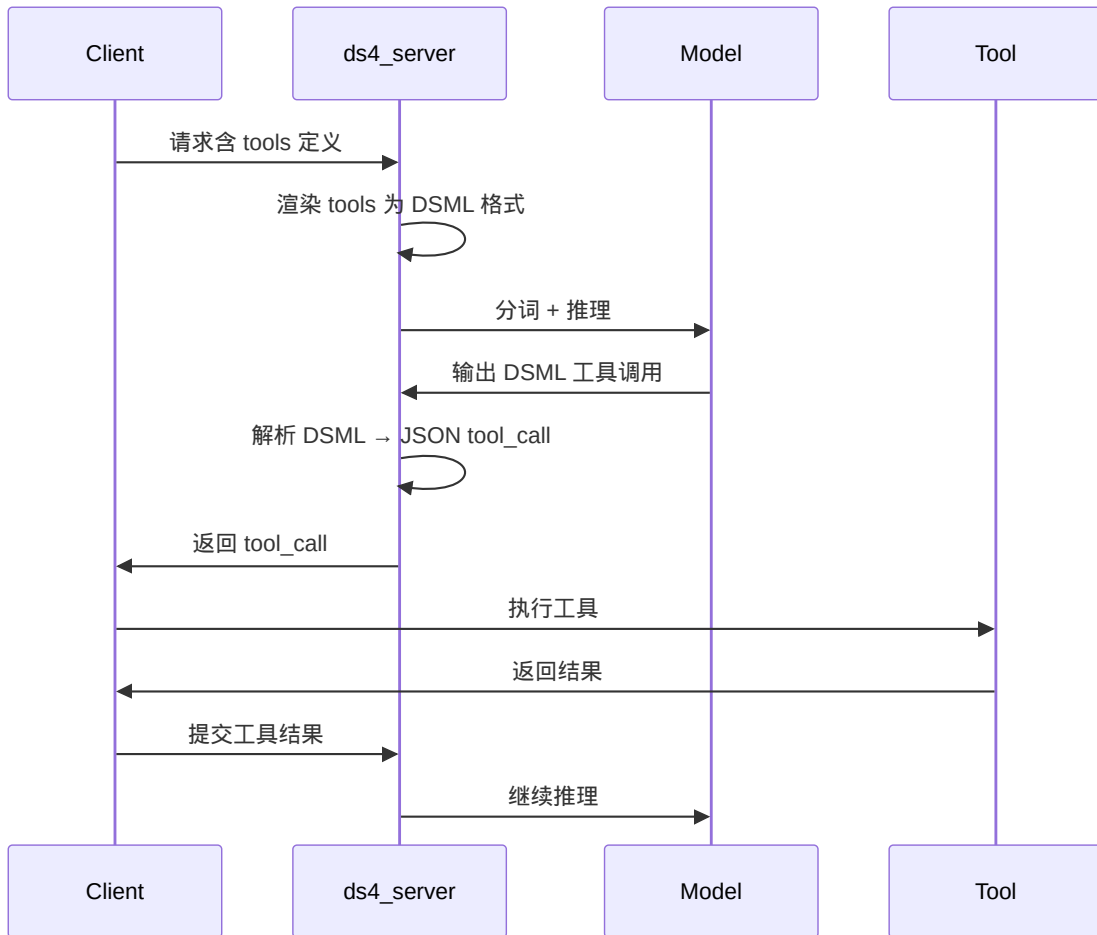 Client ds4_server Model Tool
请求含 tools 定义
渲染 tools 为 DSML 格式
分词 + 推理
输出 DSML 工具调用
解析 DSML → JSON tool_call
返回 tool_call
执行工具
返回结果
提交工具结果
继续推理
Client ds4_server Model Tool